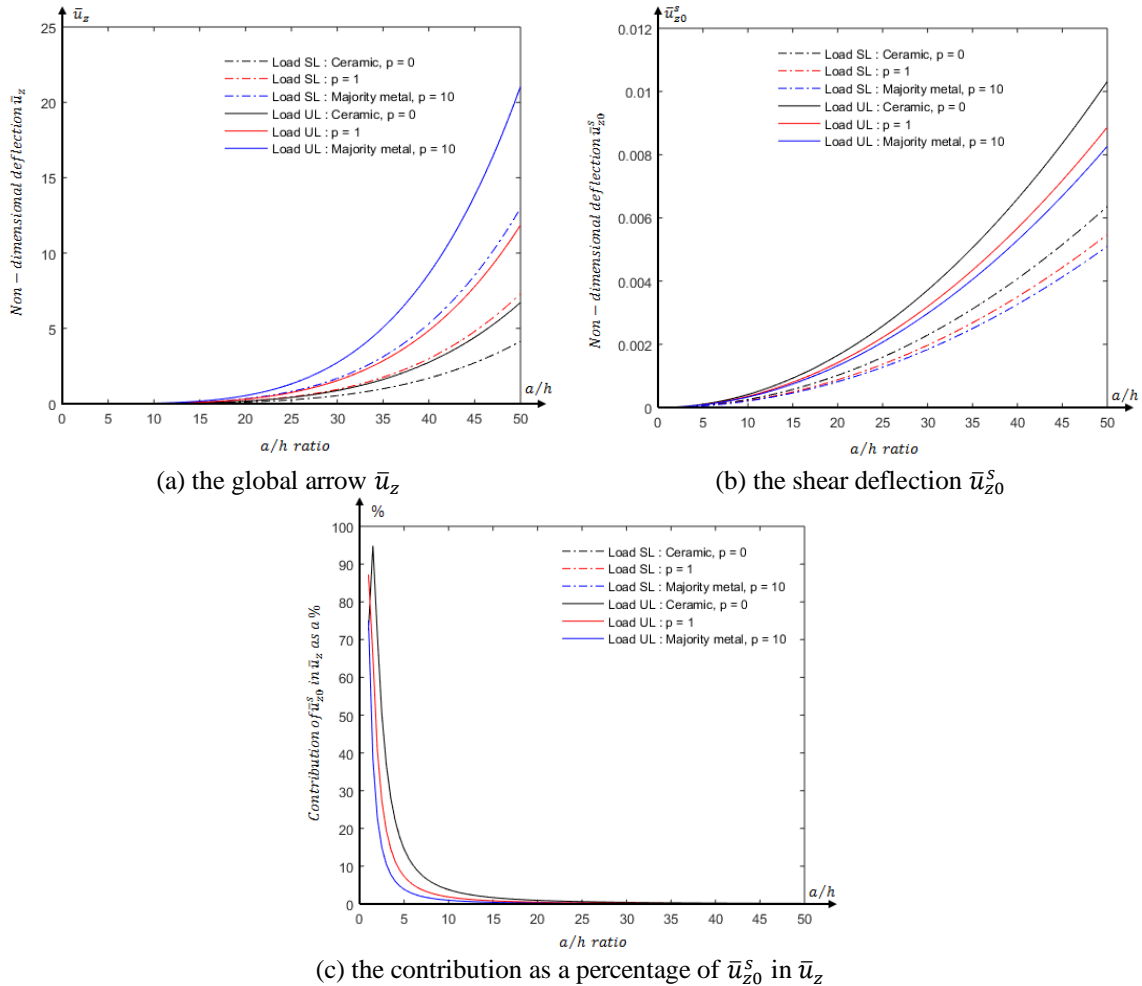 ū_z
25
20
15
10
5
0
Non − dimensional deflection ū_z
Load SL : Ceramic, p = 0
Load SL : p = 1
Load SL : Majority metal, p = 10
Load UL : Ceramic, p = 0
Load UL : p = 1
Load UL : Majority metal, p = 10
a/h
0 5 10 15 20 25 30 35 40 45 50
a/h ratio
(a) the global arrow ū_z
ū_z0^s
0.012
0.01
0.008
0.006
0.004
0.002
0
Non − dimensional deflection ū_z0^s
Load SL : Ceramic, p = 0
Load SL : p = 1
Load SL : Majority metal, p = 10
Load UL : Ceramic, p = 0
Load UL : p = 1
Load UL : Majority metal, p = 10
a/h
0 5 10 15 20 25 30 35 40 45 50
a/h ratio
(b) the shear deflection ū_z0^s
%
100
90
80
70
60
50
40
30
20
10
0
Contribution of ū_z0^s in ū_z as a %
Load SL : Ceramic, p = 0
Load SL : p = 1
Load SL : Majority metal, p = 10
Load UL : Ceramic, p = 0
Load UL : p = 1
Load UL : Majority metal, p = 10
a/h
0 5 10 15 20 25 30 35 40 45 50
a/h ratio
(c) the contribution as a percentage of ū_z0^s in ū_z